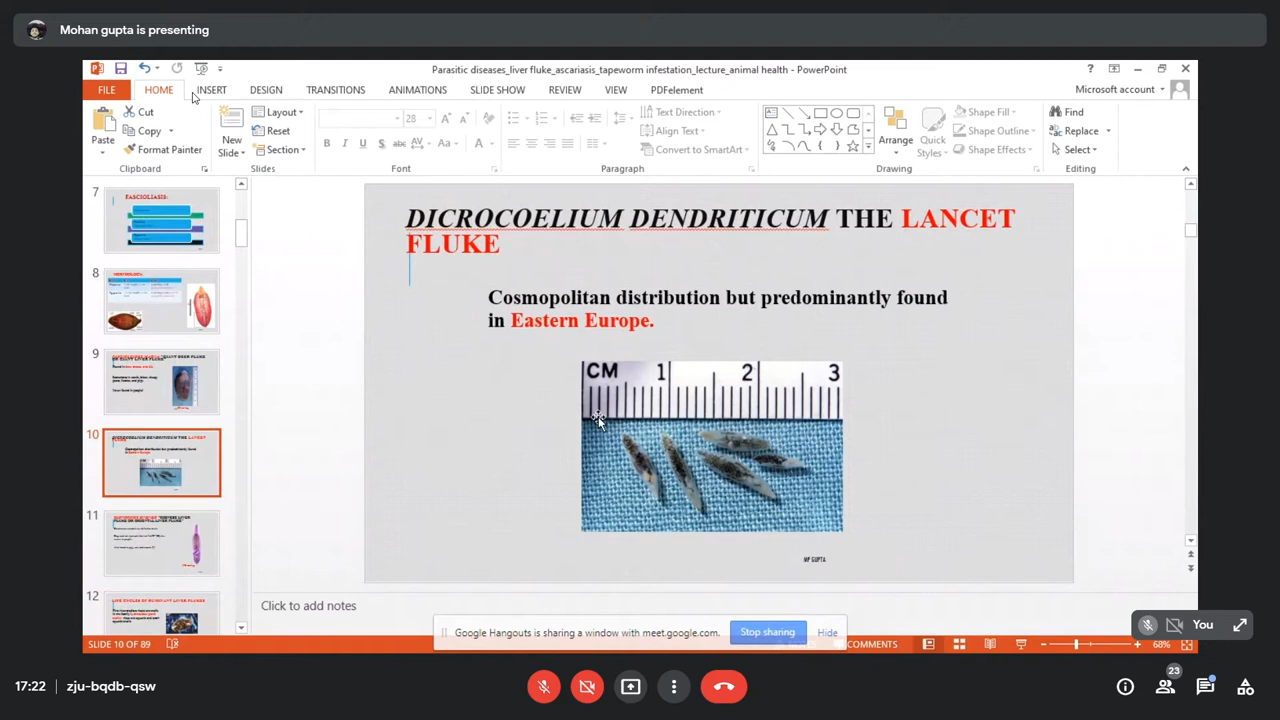 Mohan gupta is presenting
Parasitic diseases_liver fluke_ascariasis_tapeworm infestation_lecture_animal health - PowerPoint
FILE HOME INSERT DESIGN TRANSITIONS ANIMATIONS SLIDE SHOW REVIEW VIEW PDFelement Microsoft account
Cut
Copy
Format Painter
Paste
Clipboard
New
Slide
Layout
Reset
Section
Slides
28
Font
Text Direction
Align Text
Convert to SmartArt
Paragraph
Arrange
Quick
Styles
Shape Fill
Shape Outline
Shape Effects
Drawing
Find
Replace
Select
Editing
7
FASCIOLIASIS:
8
9
10
11
12
DICROCOELIUM DENDRITICUM THE LANCET
FLUKE
Cosmopolitan distribution but predominantly found
in Eastern Europe.
CM 1 2 3
MP GUPTA
Click to add notes
Google Hangouts is sharing a window with meet.google.com. Stop sharing Hide
SLIDE 10 OF 89
COMMENTS
68%
You
17:22 zju-bqdb-qsw
23